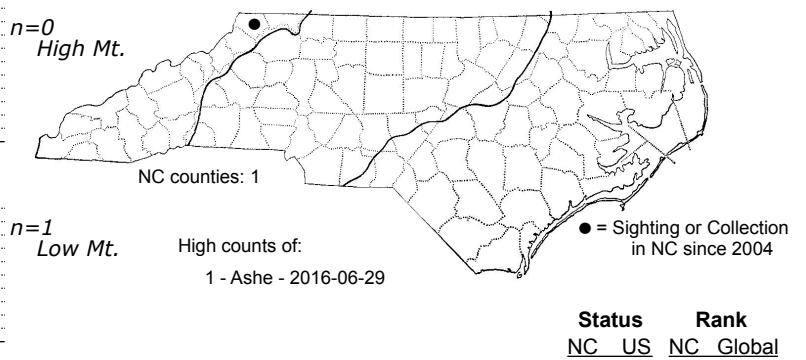 n=0
High Mt.
NC counties: 1
n=1
Low Mt.
High counts of:
1 - Ashe - 2016-06-29
● = Sighting or Collection
in NC since 2004
Status Rank
NC US NC Global